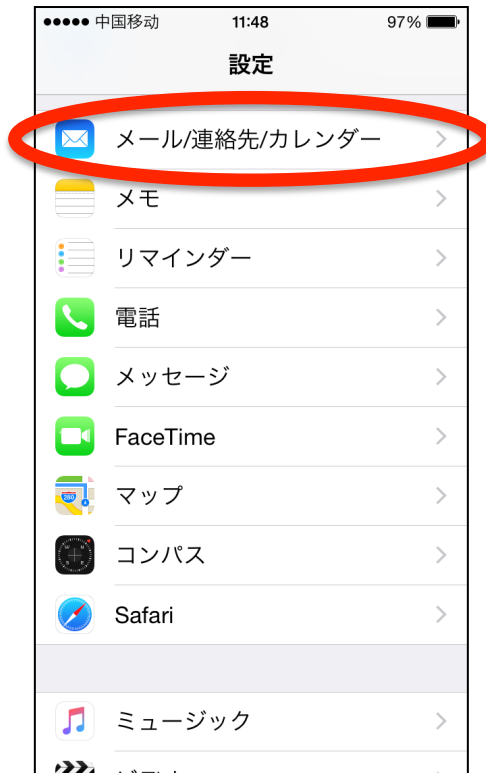 中国移动 11:48 97%
設定
メール/連絡先/カレンダー
メモ
リマインダー
電話
メッセージ
FaceTime
マップ
コンパス
Safari
ミュージック